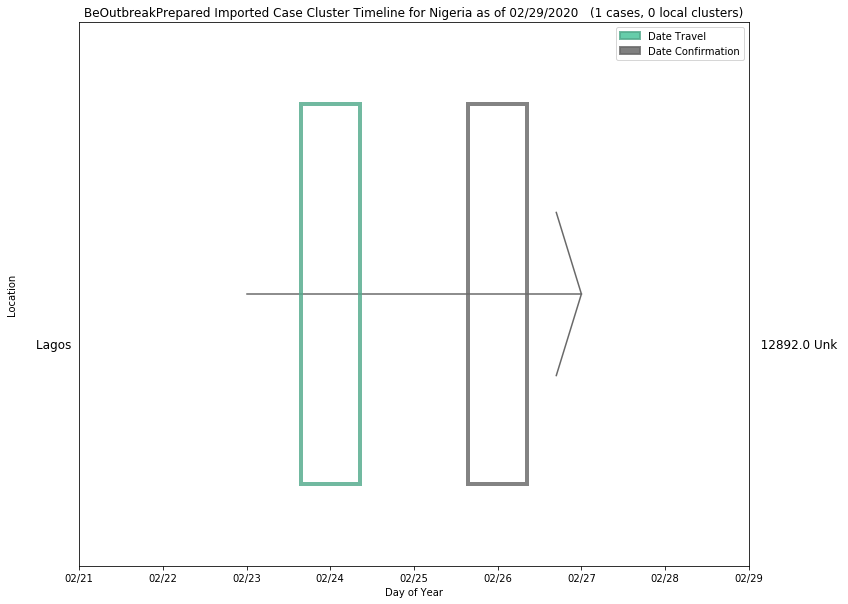 BeOutbreakPrepared Imported Case Cluster Timeline for Nigeria as of 02/29/2020   (1 cases, 0 local clusters)
Date Travel
Date Confirmation
Location
Lagos
12892.0 Unk
02/21 02/22 02/23 02/24 02/25 02/26 02/27 02/28 02/29
Day of Year